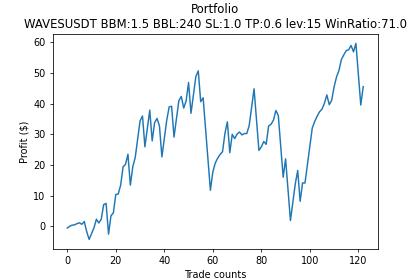 Portfolio
WAVESUSDT BBM:1.5 BBL:240 SL:1.0 TP:0.6 lev:15 WinRatio:71.0
60
50
40
30
20
10
0
Profit ($)
0 20 40 60 80 100 120
Trade counts